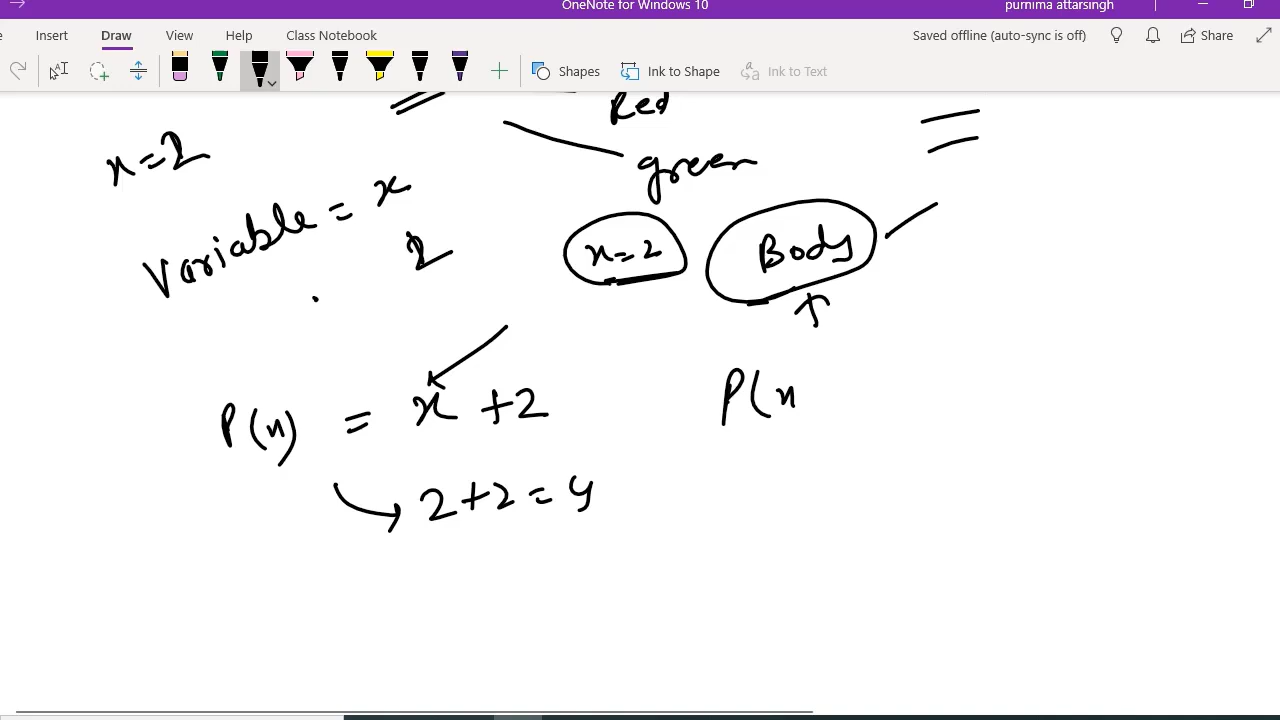 OneNote for Windows 10
purnima attarsingh
Insert Draw View Help Class Notebook
Saved offline (auto-sync is off) Share
Shapes Ink to Shape Ink to Text
Red
x=2
green
Variable = x
2
x=2 Body
P(x) = x +2
P(x
2+2=4